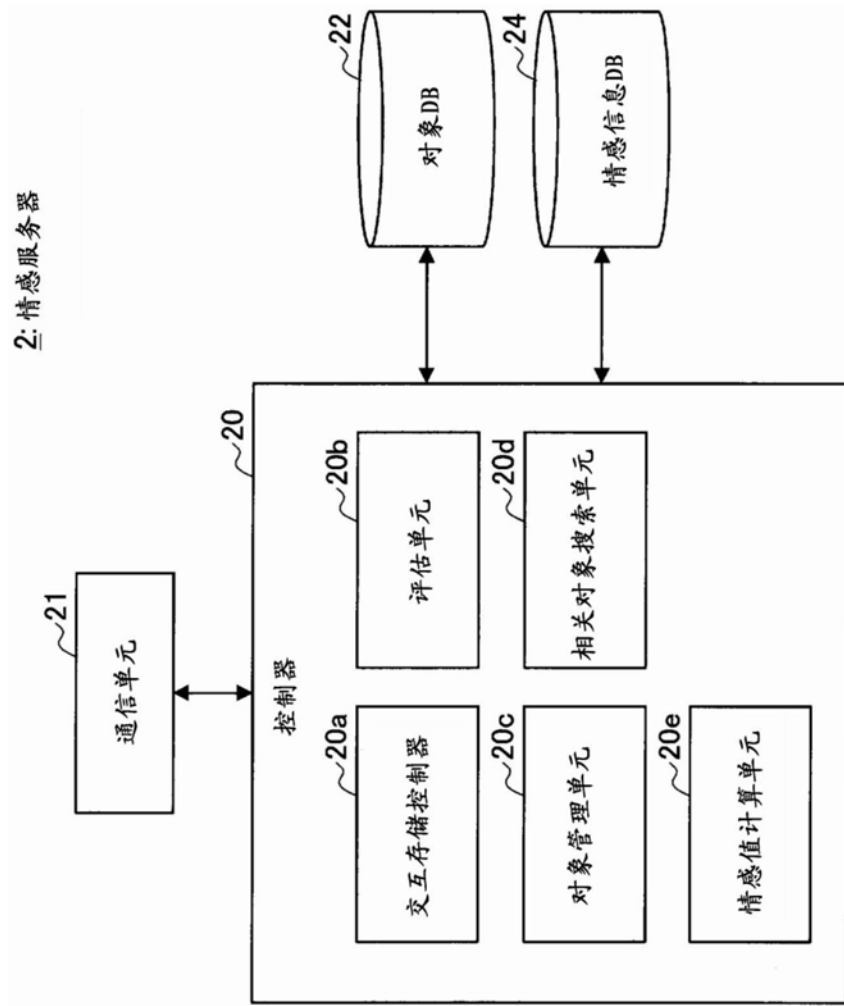 2: 情感服务器
21
通信单元
20
控制器
20a
交互存储控制器
20b
评估单元
20c
对象管理单元
20d
相关对象搜索单元
20e
情感值计算单元
22
对象DB
24
情感信息DB